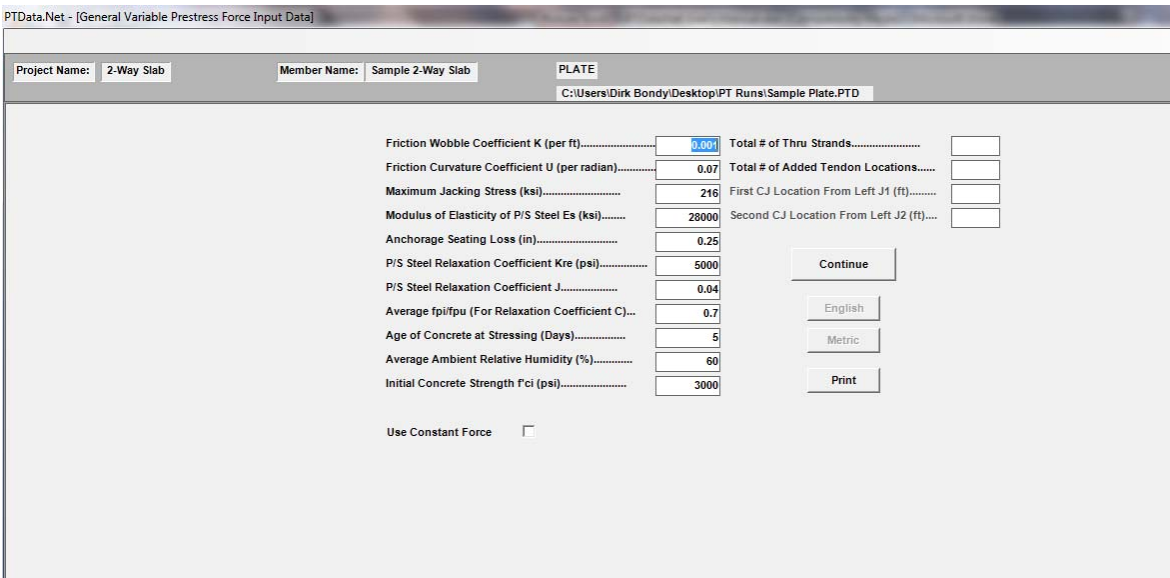 PTData.Net - [General Variable Prestress Force Input Data]
Project Name: 2-Way Slab Member Name: Sample 2-Way Slab PLATE
C:\Users\Dirk Bondy\Desktop\PT Runs\Sample Plate.PTD
Friction Wobble Coefficient K (per ft)......................... 0.001 Total # of Thru Strands.......................
Friction Curvature Coefficient U (per radian)............. 0.07 Total # of Added Tendon Locations......
Maximum Jacking Stress (ksi).......................... 216 First CJ Location From Left J1 (ft).........
Modulus of Elasticity of P/S Steel Es (ksi)........ 28000 Second CJ Location From Left J2 (ft)....
Anchorage Seating Loss (in)........................... 0.25
P/S Steel Relaxation Coefficient Kre (psi)................ 5000 Continue
P/S Steel Relaxation Coefficient J................... 0.04
Average fpi/fpu (For Relaxation Coefficient C)... 0.7 English
Age of Concrete at Stressing (Days)................. 5 Metric
Average Ambient Relative Humidity (%)............. 60
Initial Concrete Strength f'ci (psi)...................... 3000 Print
Use Constant Force